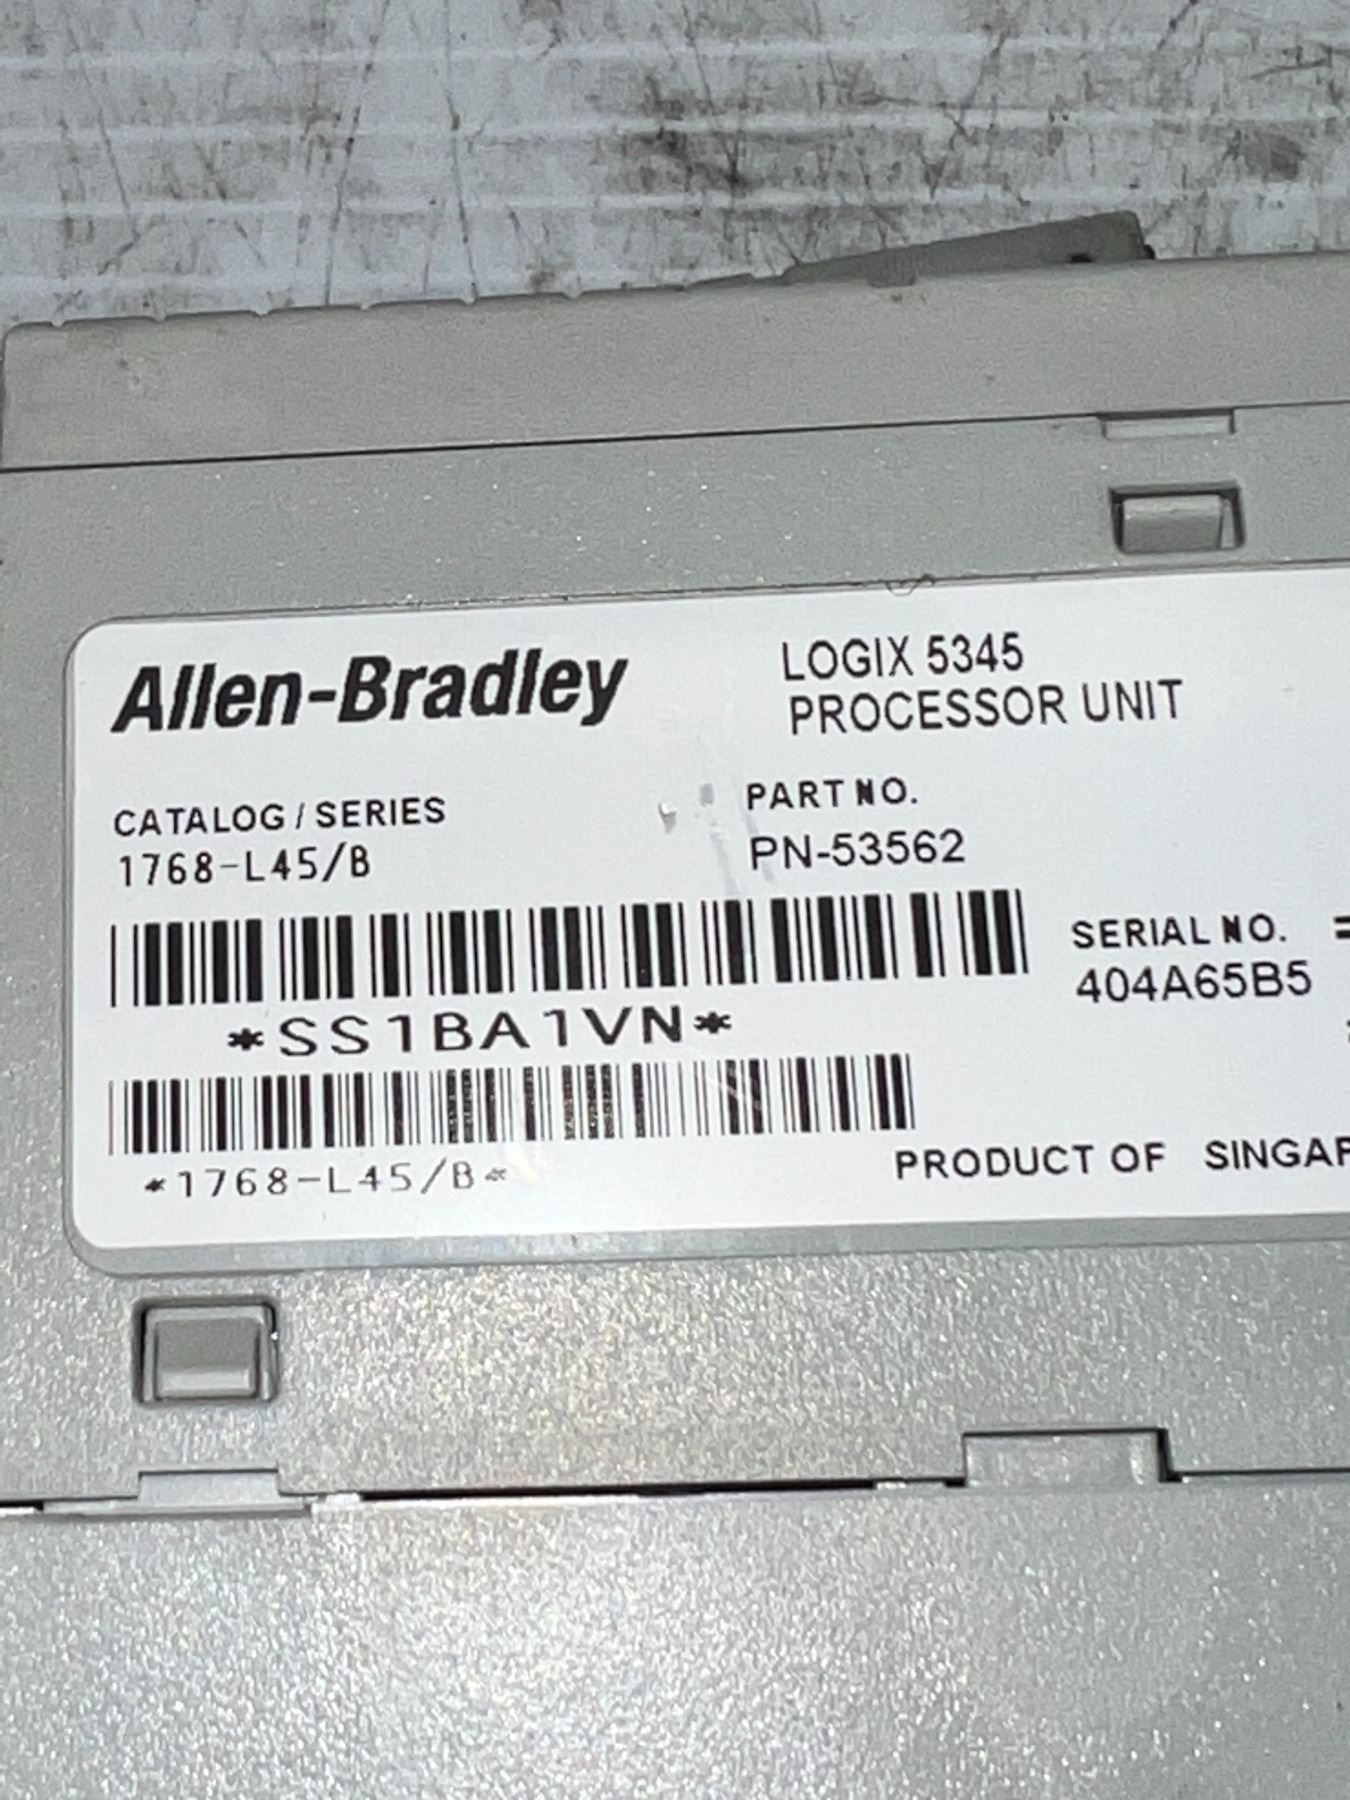 Allen-Bradley
LOGIX 5345
PROCESSOR UNIT
CATALOG / SERIES
1768-L45/B
PART NO.
PN-53562
SERIAL NO.
404A65B5
*SS1BA1VN*
*1768-L45/B*
PRODUCT OF SINGAP